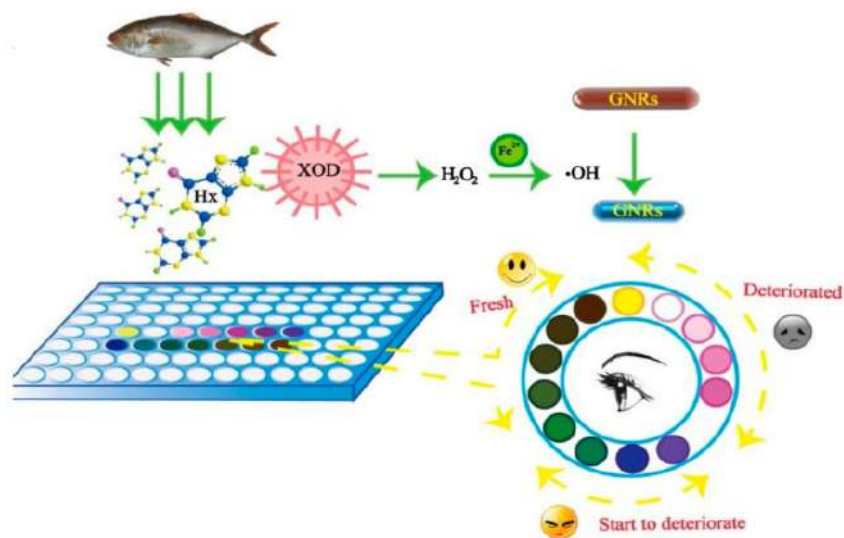 GNRs
XOD
Hx
H₂O₂
Fe²⁺
•OH
GNRs
Fresh
Deteriorated
Start to deteriorate